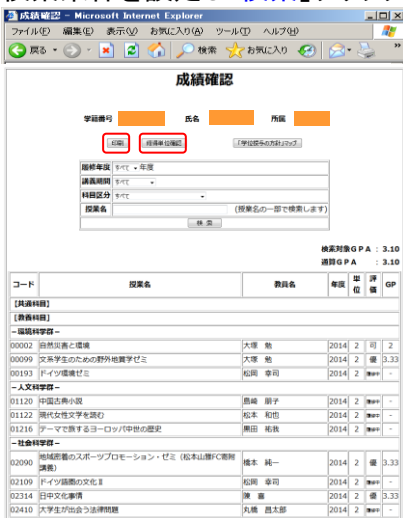 成績確認 - Microsoft Internet Explorer
ファイル(F) 編集(E) 表示(V) お気に入り(A) ツール(T) ヘルプ(H)
戻る 検索 お気に入り
成績確認
学籍番号 氏名 所属
印刷 修得単位確認 「学位授与の方針」マップ
履修年度 すべて 年度
講義期間 すべて
科目区分 すべて
授業名 (授業名の一部で検索します)
検 索
検索対象GPA : 3.10
通算GPA : 3.10
コード 授業名 教員名 年度 単位 評価 GP
【共通科目】
【教養科目】
－環境科学群－
00002 自然災害と環境 大塚 勉 2014 2 可 2
00099 文系学生のための野外地質学ゼミ 大塚 勉 2014 2 優 3.33
00193 ドイツ環境ゼミ 松岡 幸司 2014 2 履修中 -
－人文科学群－
01120 中国古典小説 島崎 朋子 2014 2 履修中 -
01122 現代女性文学を読む 松本 和也 2014 2 履修中 -
01216 テーマで旅するヨーロッパ中世の歴史 黒田 祐我 2014 2 履修中 -
－社会科学群－
02090 地域密着のスポーツプロモーション・ゼミ（松本山雅FC寄附講義） 橋本 純一 2014 2 優 3.33
02109 ドイツ語圏の文化Ⅱ 松岡 幸司 2014 2 履修中 -
02314 日中文化事情 陳 2014 2 優 3.33
02410 大学生が出会う法律問題 丸橋 昌太郎 2014 2 履修中 -